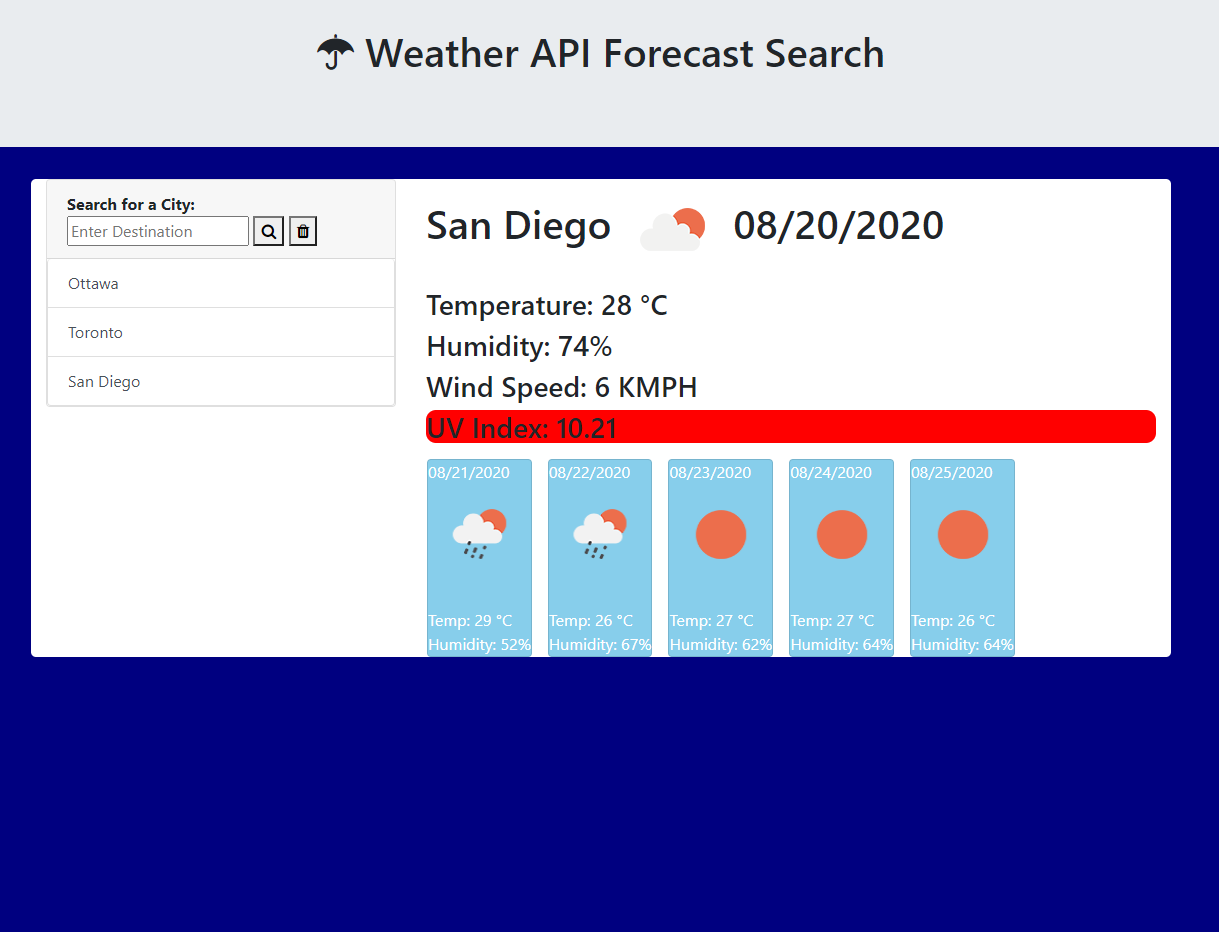 Weather API Forecast Search
Search for a City:
Enter Destination
Ottawa
Toronto
San Diego
San Diego 08/20/2020
Temperature: 28 °C
Humidity: 74%
Wind Speed: 6 KMPH
UV Index: 10.21
08/21/2020
Temp: 29 °C
Humidity: 52%
08/22/2020
Temp: 26 °C
Humidity: 67%
08/23/2020
Temp: 27 °C
Humidity: 62%
08/24/2020
Temp: 27 °C
Humidity: 64%
08/25/2020
Temp: 26 °C
Humidity: 64%